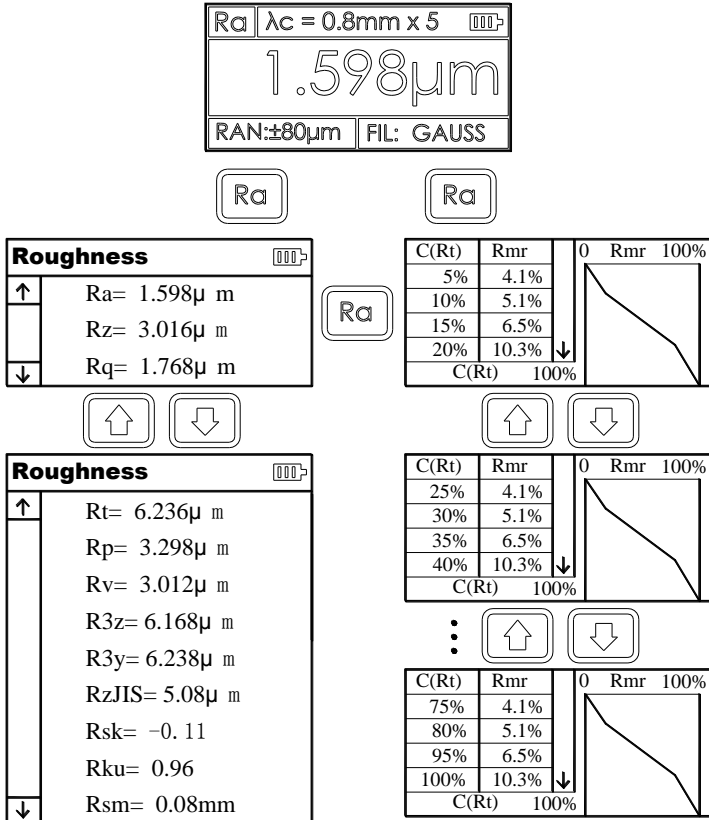 Ra λc = 0.8mm x 5
1.598µm
RAN:±80µm FIL: GAUSS
Ra Ra
Roughness
↑
Ra= 1.598µ m
Rz= 3.016µ m
Rq= 1.768µ m
↓
Ra
C(Rt) Rmr 0 Rmr 100%
5% 4.1%
10% 5.1%
15% 6.5%
20% 10.3% ↓
C(Rt) 100%
Roughness
↑
Rt= 6.236µ m
Rp= 3.298µ m
Rv= 3.012µ m
R3z= 6.168µ m
R3y= 6.238µ m
RzJIS= 5.08µ m
Rsk= -0.11
Rku= 0.96
Rsm= 0.08mm
↓
C(Rt) Rmr 0 Rmr 100%
25% 4.1%
30% 5.1%
35% 6.5%
40% 10.3% ↓
C(Rt) 100%
C(Rt) Rmr 0 Rmr 100%
75% 4.1%
80% 5.1%
95% 6.5%
100% 10.3% ↓
C(Rt) 100%